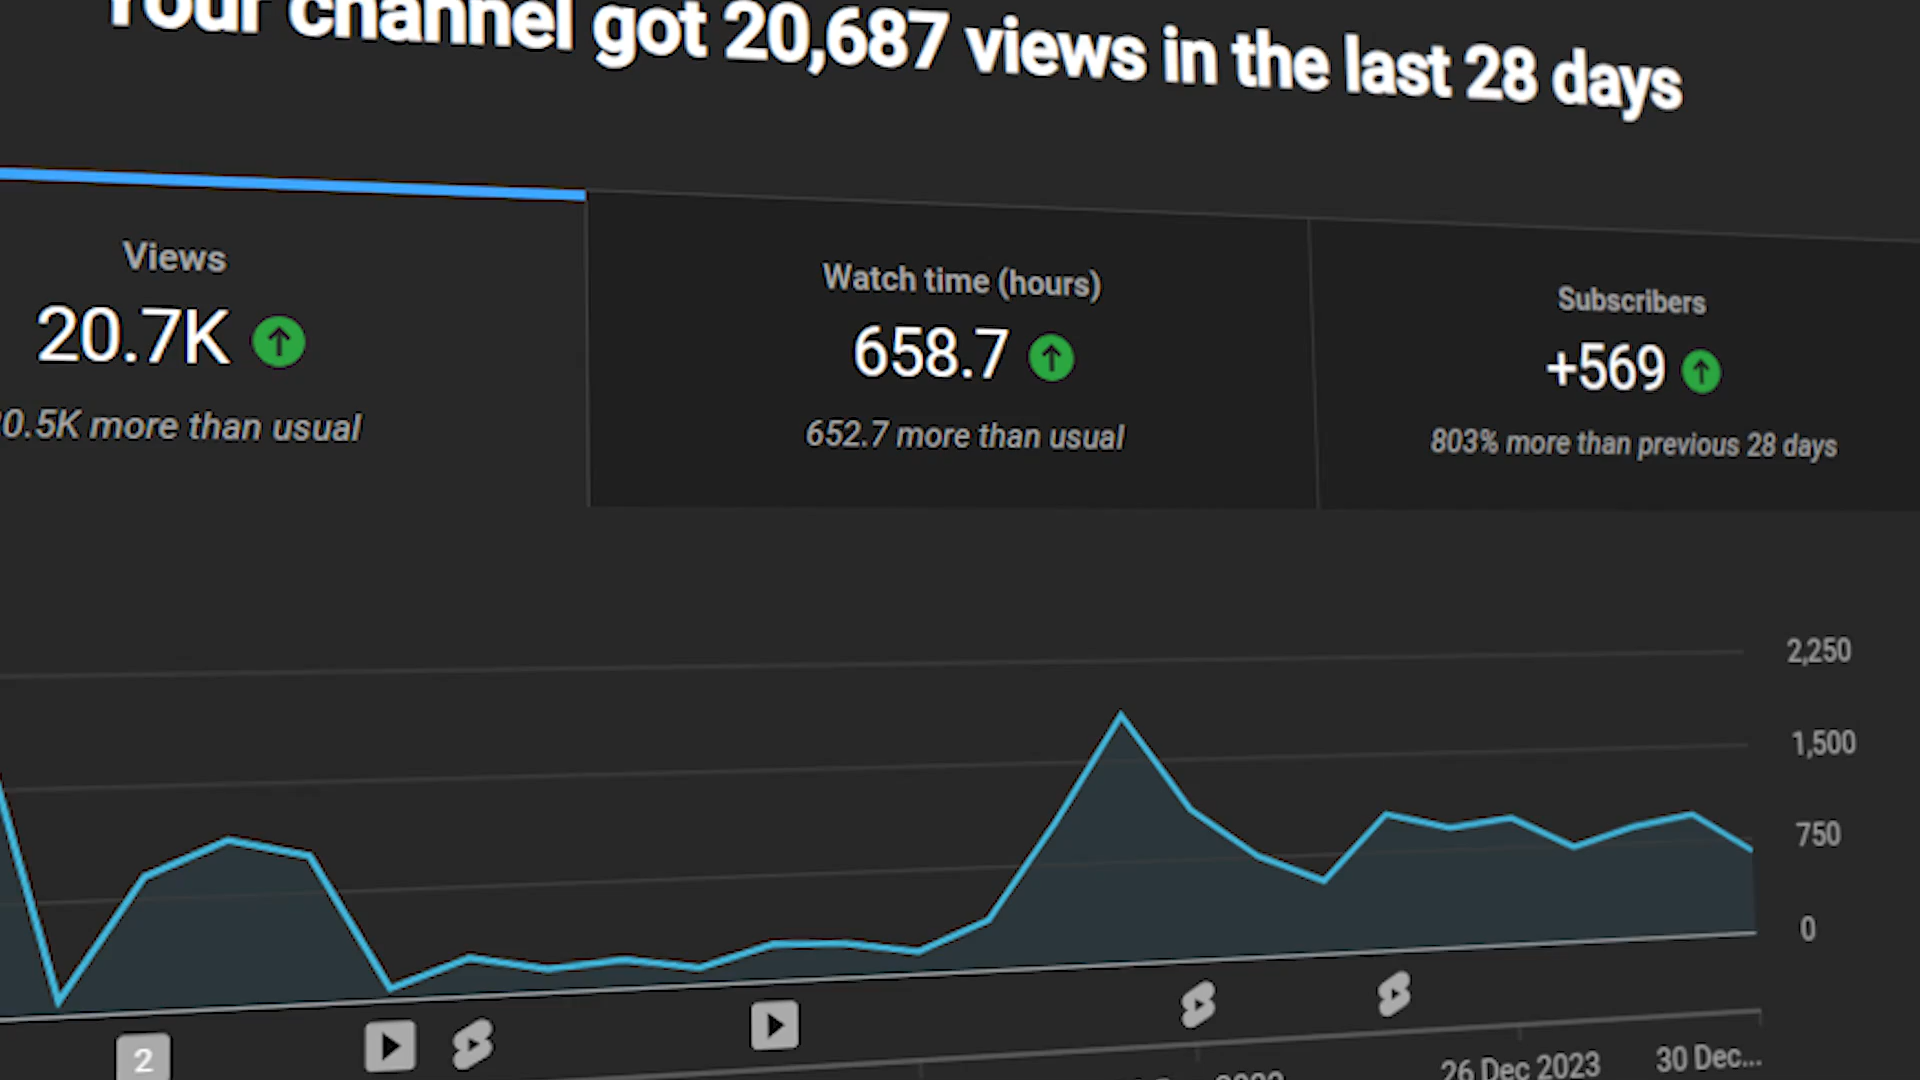 Your channel got 20,687 views in the last 28 days
Views
20.7K
0.5K more than usual
Watch time (hours)
658.7
652.7 more than usual
Subscribers
+569
803% more than previous 28 days
2,250
1,500
750
0
2
26 Dec 2023
30 Dec...